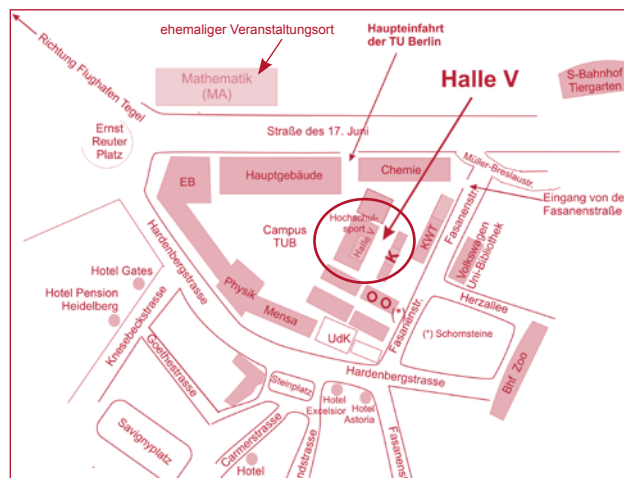 ehemaliger Veranstaltungsort
Haupteinfahrt
der TU Berlin
Richtung Flughafen Tegel
Mathematik
(MA)
Halle V
S-Bahnhof
Tiergarten
Ernst
Reuter
Platz
Straße des 17. Juni
Müller-Breslaustr.
EB
Hauptgebäude
Chemie
Eingang von der
Fasanenstraße
Fasanenstr.
Hochschul-
sport
Halle V
Campus
TUB
K
KWT
Volkswagen
Uni-Bibliothek
Hardenbergstrasse
Hotel Gates
Hotel Pension
Heidelberg
Knesebeckstrasse
Goethestrasse
Physik
Mensa
O O
(*)
UdK
Fasanenstr.
Herzallee
(*) Schornsteine
Bhf. Zoo
Hardenbergstrasse
Steinplatz
Hotel
Excelsior
Hotel
Astoria
Savignyplatz
Carmerstrasse
Hotel
ndstrasse
Fasanenst